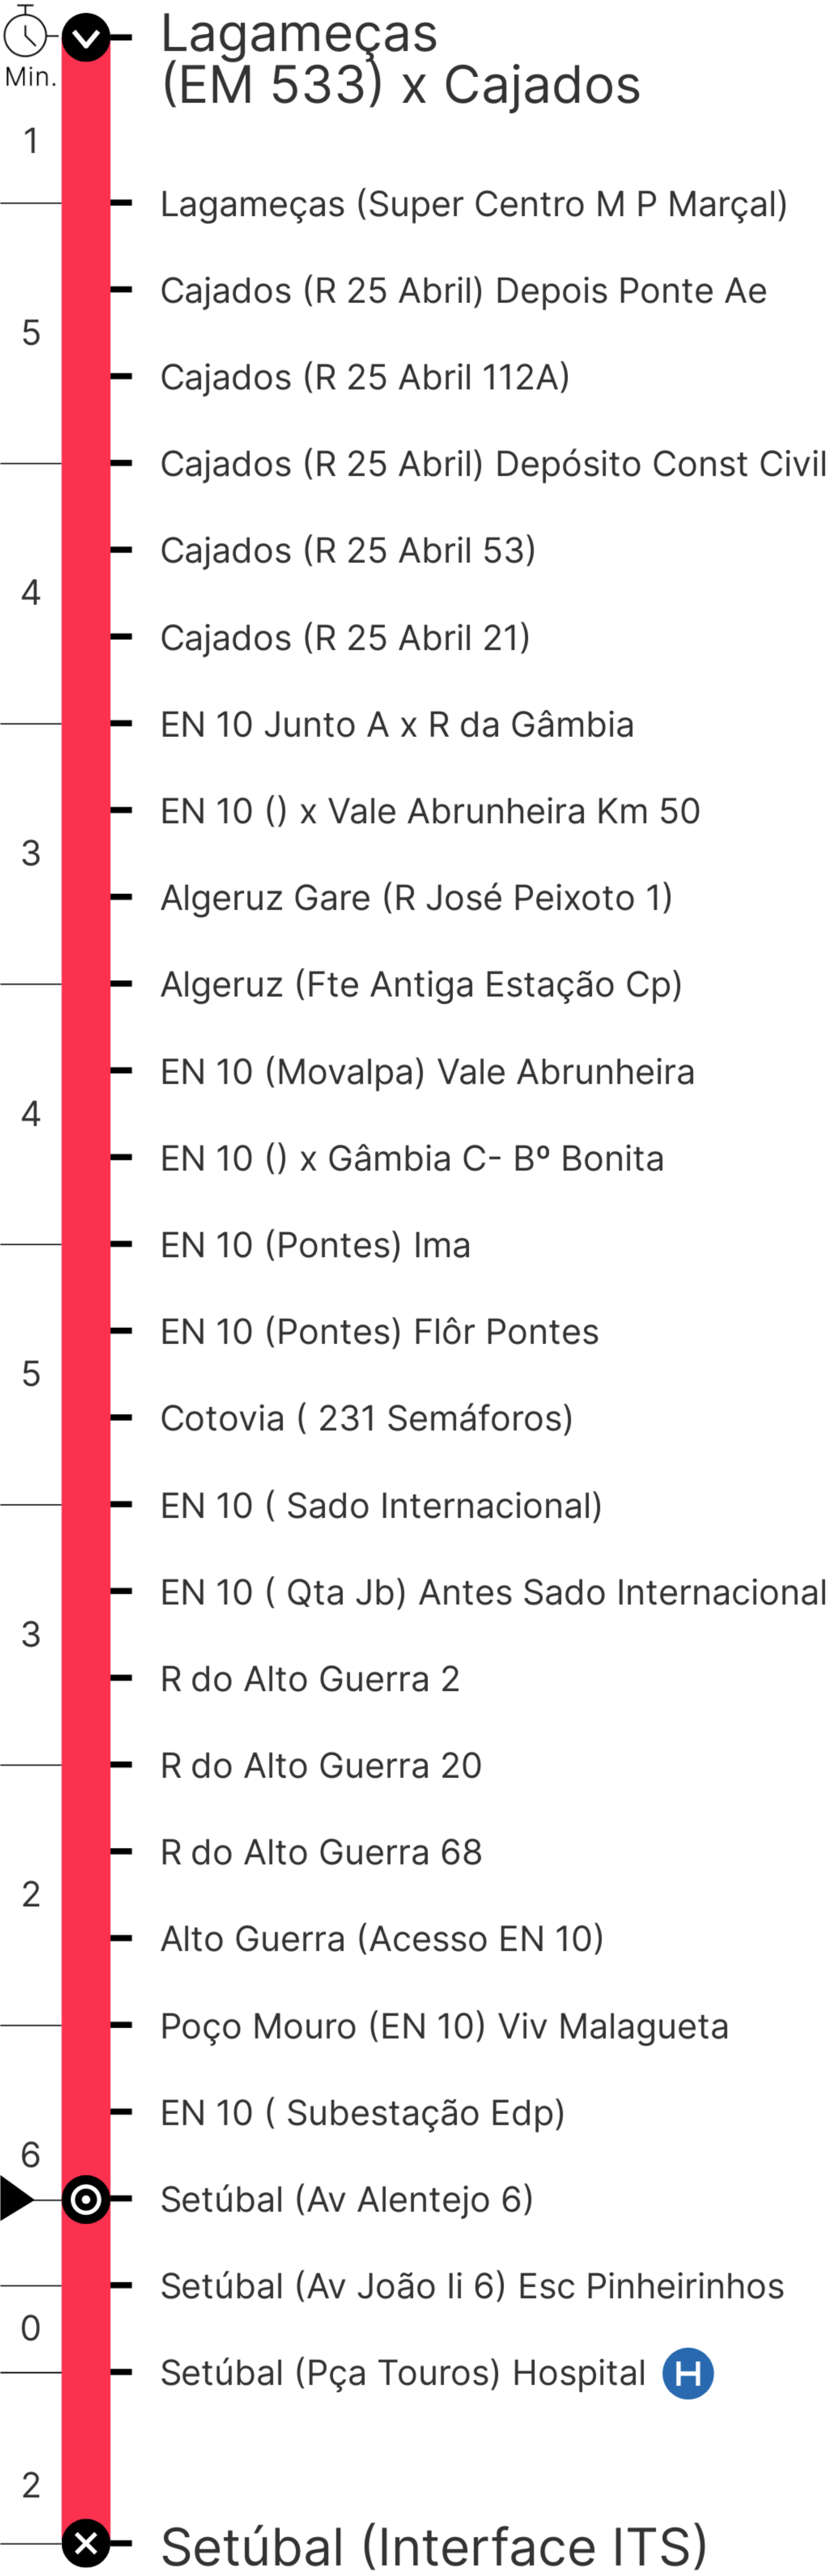 Lagameças
(EM 533) x Cajados
Min.
1
Lagameças (Super Centro M P Marçal)
Cajados (R 25 Abril) Depois Ponte Ae
5
Cajados (R 25 Abril 112A)
Cajados (R 25 Abril) Depósito Const Civil
Cajados (R 25 Abril 53)
4
Cajados (R 25 Abril 21)
EN 10 Junto A x R da Gâmbia
EN 10 () x Vale Abrunheira Km 50
3
Algeruz Gare (R José Peixoto 1)
Algeruz (Fte Antiga Estação Cp)
EN 10 (Movalpa) Vale Abrunheira
4
EN 10 () x Gâmbia C- Bº Bonita
EN 10 (Pontes) Ima
EN 10 (Pontes) Flôr Pontes
5
Cotovia ( 231 Semáforos)
EN 10 ( Sado Internacional)
EN 10 ( Qta Jb) Antes Sado Internacional
3
R do Alto Guerra 2
R do Alto Guerra 20
R do Alto Guerra 68
2
Alto Guerra (Acesso EN 10)
Poço Mouro (EN 10) Viv Malagueta
EN 10 ( Subestação Edp)
6
Setúbal (Av Alentejo 6)
Setúbal (Av João Ii 6) Esc Pinheirinhos
0
Setúbal (Pça Touros) Hospital H
2
Setúbal (Interface ITS)